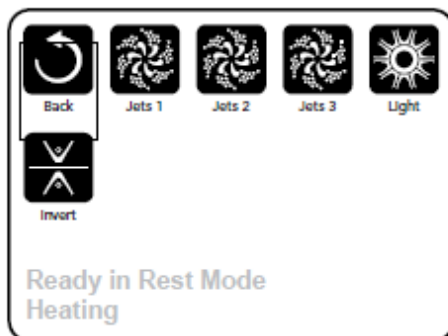 Back Jets 1 Jets 2 Jets 3 Light
Invert
Ready in Rest Mode
Heating